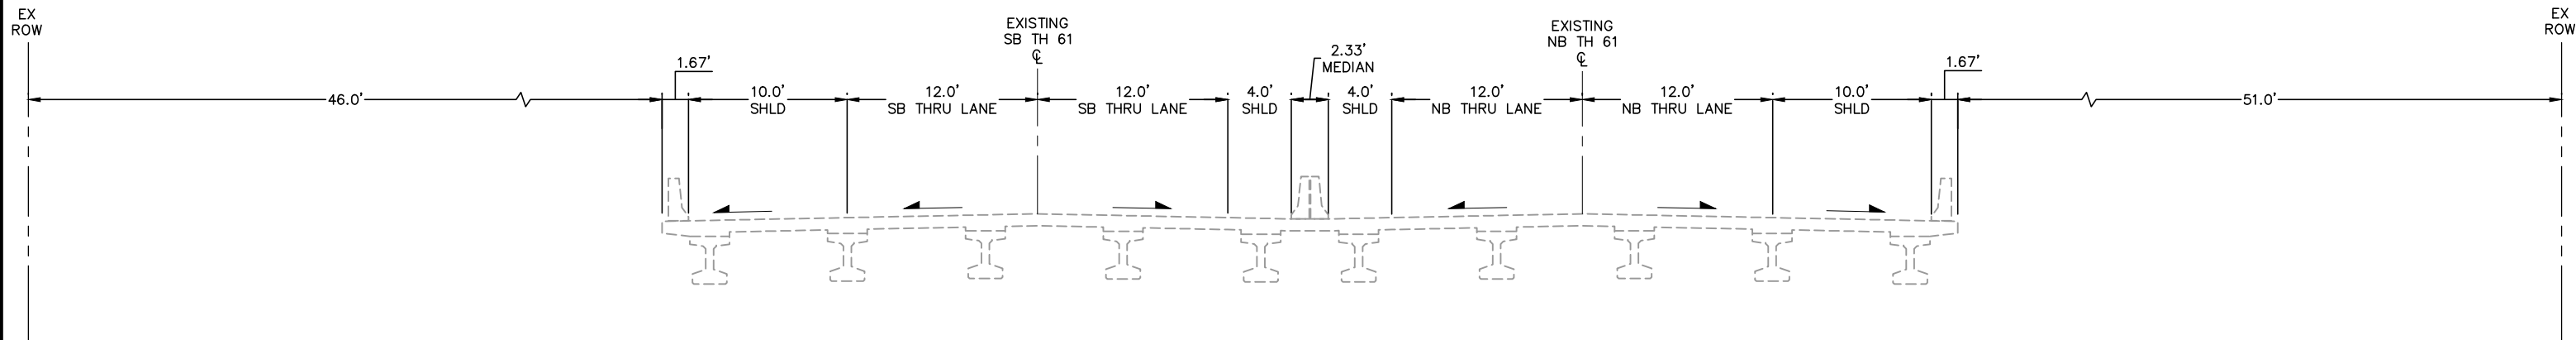 EX
ROW
46.0'
1.67'
10.0'
SHLD
12.0'
SB THRU LANE
EXISTING
SB TH 61
℄
12.0'
SB THRU LANE
4.0'
SHLD
2.33'
MEDIAN
4.0'
SHLD
12.0'
NB THRU LANE
EXISTING
NB TH 61
℄
12.0'
NB THRU LANE
10.0'
SHLD
1.67'
51.0'
EX
ROW